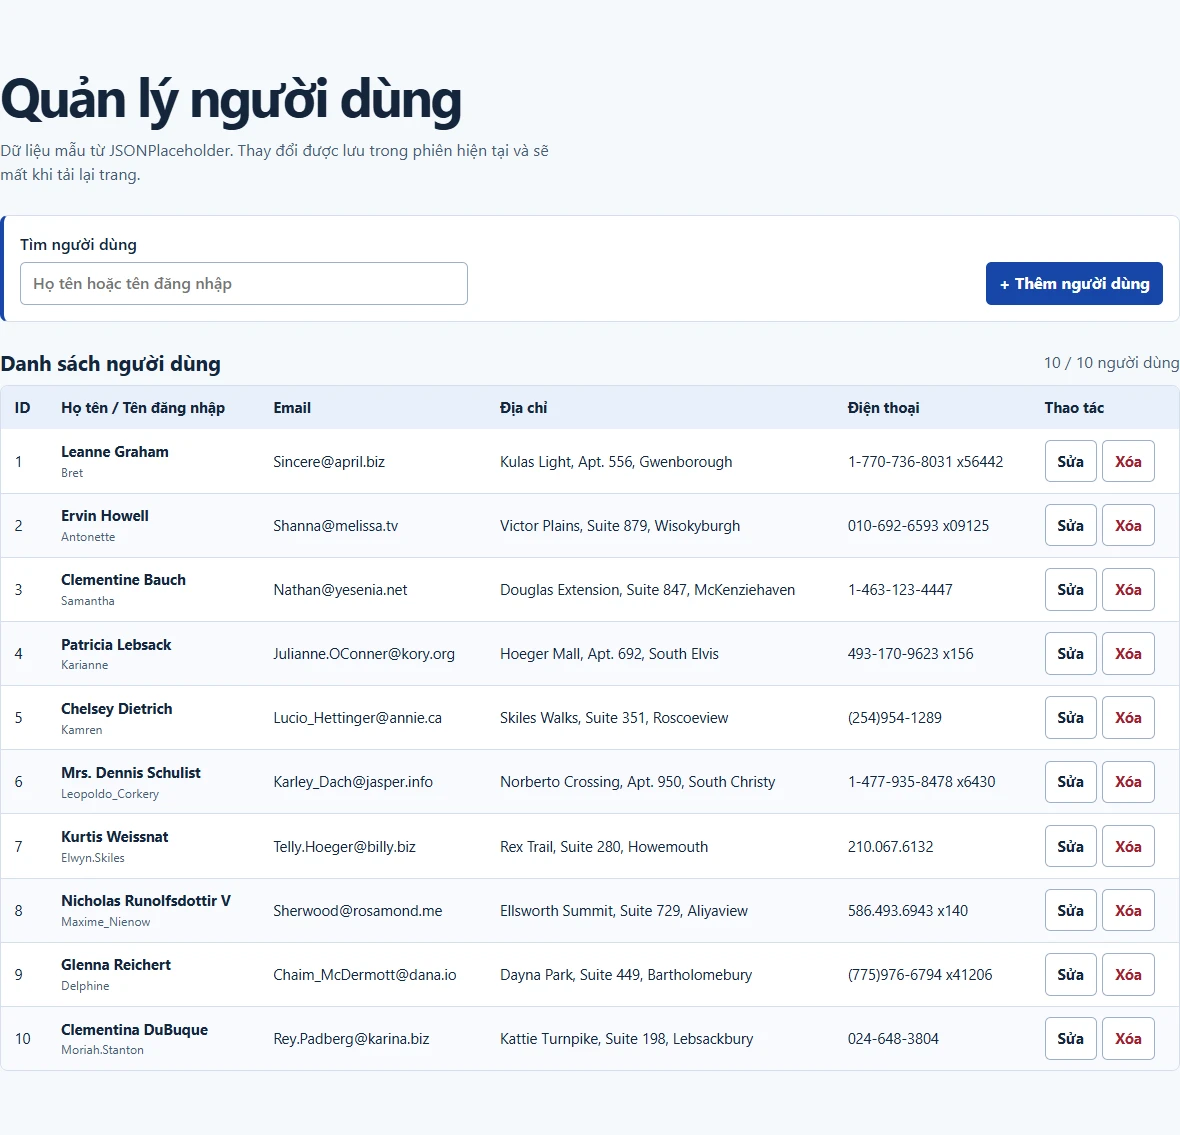 Quản lý người dùng
Dữ liệu mẫu từ JSONPlaceholder. Thay đổi được lưu trong phiên hiện tại và sẽ
mất khi tải lại trang.
Tìm người dùng
Họ tên hoặc tên đăng nhập
+ Thêm người dùng
Danh sách người dùng
10 / 10 người dùng
ID Họ tên / Tên đăng nhập Email Địa chỉ Điện thoại Thao tác
1 Leanne Graham Sincere@april.biz Kulas Light, Apt. 556, Gwenborough 1-770-736-8031 x56442 Sửa Xóa
Bret
2 Ervin Howell Shanna@melissa.tv Victor Plains, Suite 879, Wisokyburgh 010-692-6593 x09125 Sửa Xóa
Antonette
3 Clementine Bauch Nathan@yesenia.net Douglas Extension, Suite 847, McKenziehaven 1-463-123-4447 Sửa Xóa
Samantha
4 Patricia Lebsack Julianne.OConner@kory.org Hoeger Mall, Apt. 692, South Elvis 493-170-9623 x156 Sửa Xóa
Karianne
5 Chelsey Dietrich Lucio_Hettinger@annie.ca Skiles Walks, Suite 351, Roscoeview (254)954-1289 Sửa Xóa
Kamren
6 Mrs. Dennis Schulist Karley_Dach@jasper.info Norberto Crossing, Apt. 950, South Christy 1-477-935-8478 x6430 Sửa Xóa
Leopoldo_Corkery
7 Kurtis Weissnat Telly.Hoeger@billy.biz Rex Trail, Suite 280, Howemouth 210.067.6132 Sửa Xóa
Elwyn.Skiles
8 Nicholas Runolfsdottir V Sherwood@rosamond.me Ellsworth Summit, Suite 729, Aliyaview 586.493.6943 x140 Sửa Xóa
Maxime_Nienow
9 Glenna Reichert Chaim_McDermott@dana.io Dayna Park, Suite 449, Bartholomebury (775)976-6794 x41206 Sửa Xóa
Delphine
10 Clementina DuBuque Rey.Padberg@karina.biz Kattie Turnpike, Suite 198, Lebsackbury 024-648-3804 Sửa Xóa
Moriah.Stanton